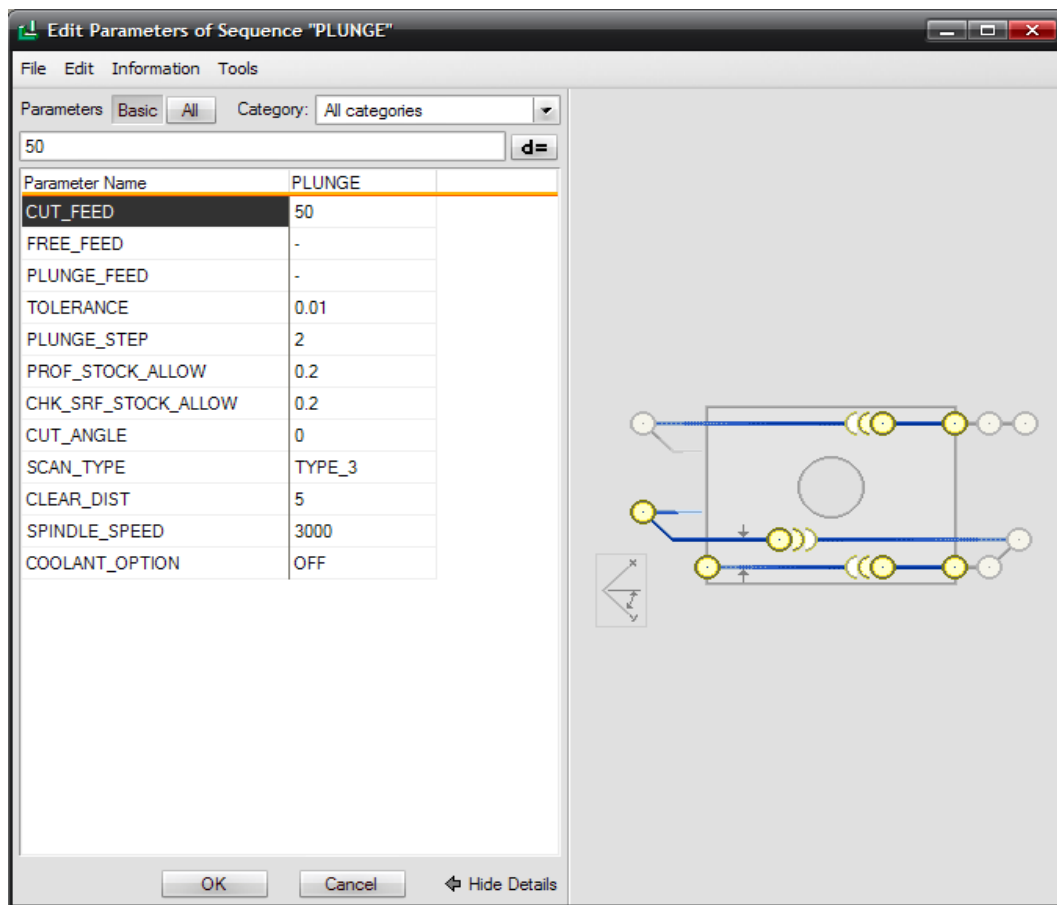 Edit Parameters of Sequence "PLUNGE"
File Edit Information Tools
Parameters Basic All Category: All categories
50 d=
Parameter Name PLUNGE
CUT_FEED 50
FREE_FEED -
PLUNGE_FEED -
TOLERANCE 0.01
PLUNGE_STEP 2
PROF_STOCK_ALLOW 0.2
CHK_SRF_STOCK_ALLOW 0.2
CUT_ANGLE 0
SCAN_TYPE TYPE_3
CLEAR_DIST 5
SPINDLE_SPEED 3000
COOLANT_OPTION OFF
x
y
OK Cancel Hide Details